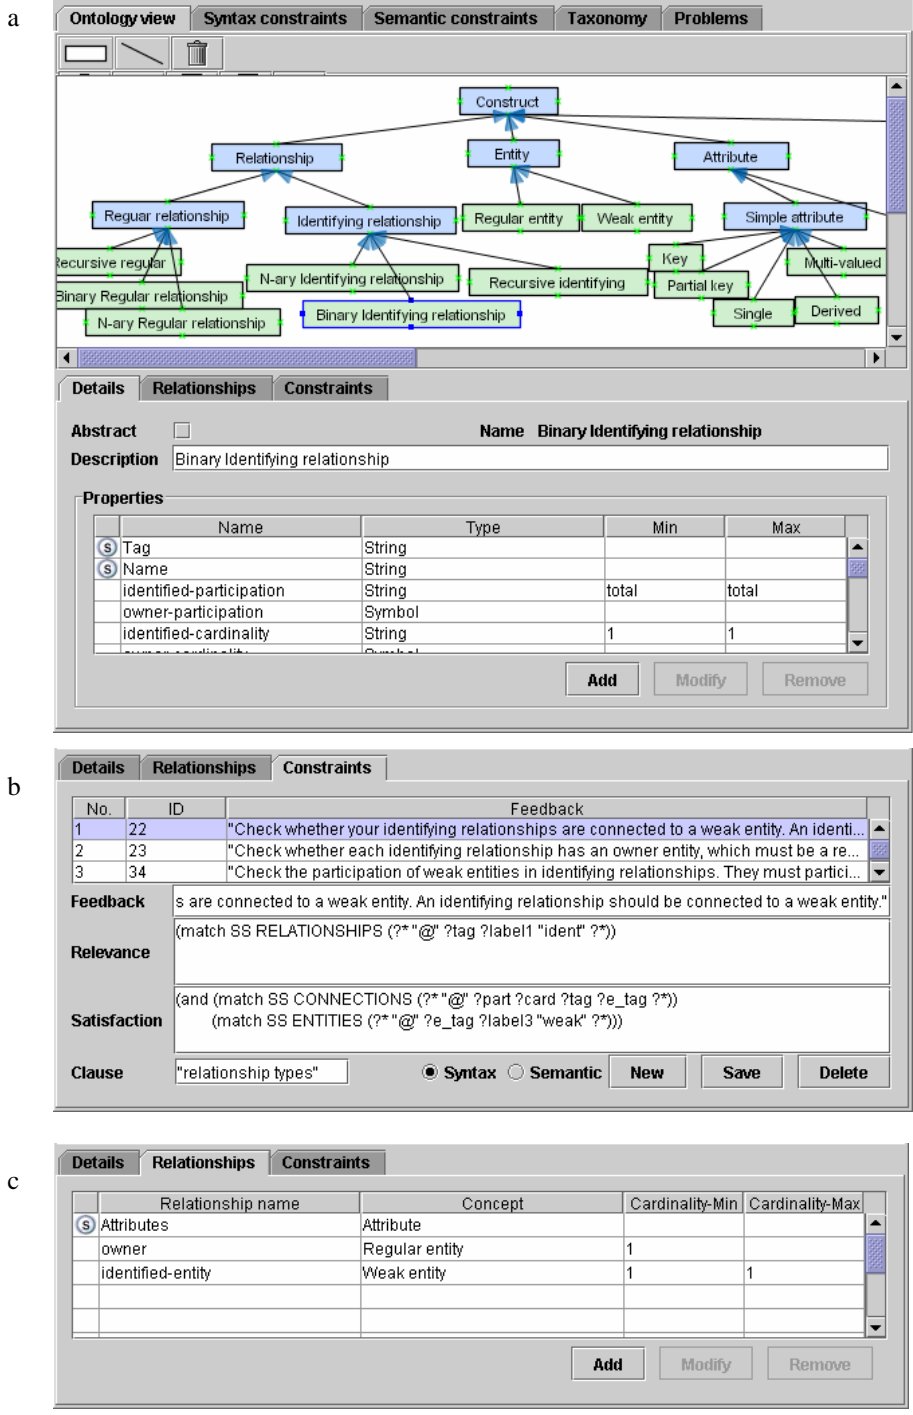 a
Ontology view Syntax constraints Semantic constraints Taxonomy Problems
Construct
Relationship Entity Attribute
Reguar relationship Identifying relationship Regular entity Weak entity Simple attribute
Recursive regular N-ary Identifying relationship Recursive identifying Key Partial key Multi-valued
Binary Regular relationship Binary Identifying relationship Single Derived
N-ary Regular relationship
Details Relationships Constraints
Abstract Name Binary Identifying relationship
Description Binary Identifying relationship
Properties
Name Type Min Max
S Tag String
S Name String
identified-participation String total total
owner-participation Symbol
identified-cardinality String 1 1
owner-cardinality Symbol
Add Modify Remove
b
Details Relationships Constraints
No. ID Feedback
1 22 "Check whether your identifying relationships are connected to a weak entity. An identi...
2 23 "Check whether each identifying relationship has an owner entity, which must be a re...
3 34 "Check the participation of weak entities in identifying relationships. They must partici...
Feedback s are connected to a weak entity. An identifying relationship should be connected to a weak entity."
Relevance (match SS RELATIONSHIPS (?* "@" ?tag ?label1 "ident" ?*))
Satisfaction (and (match SS CONNECTIONS (?* "@" ?part ?card ?tag ?e_tag ?*))
(match SS ENTITIES (?* "@" ?e_tag ?label3 "weak" ?*)))
Clause "relationship types" Syntax Semantic New Save Delete
c
Details Relationships Constraints
Relationship name Concept Cardinality-Min Cardinality-Max
S Attributes Attribute
owner Regular entity 1
identified-entity Weak entity 1 1
Add Modify Remove